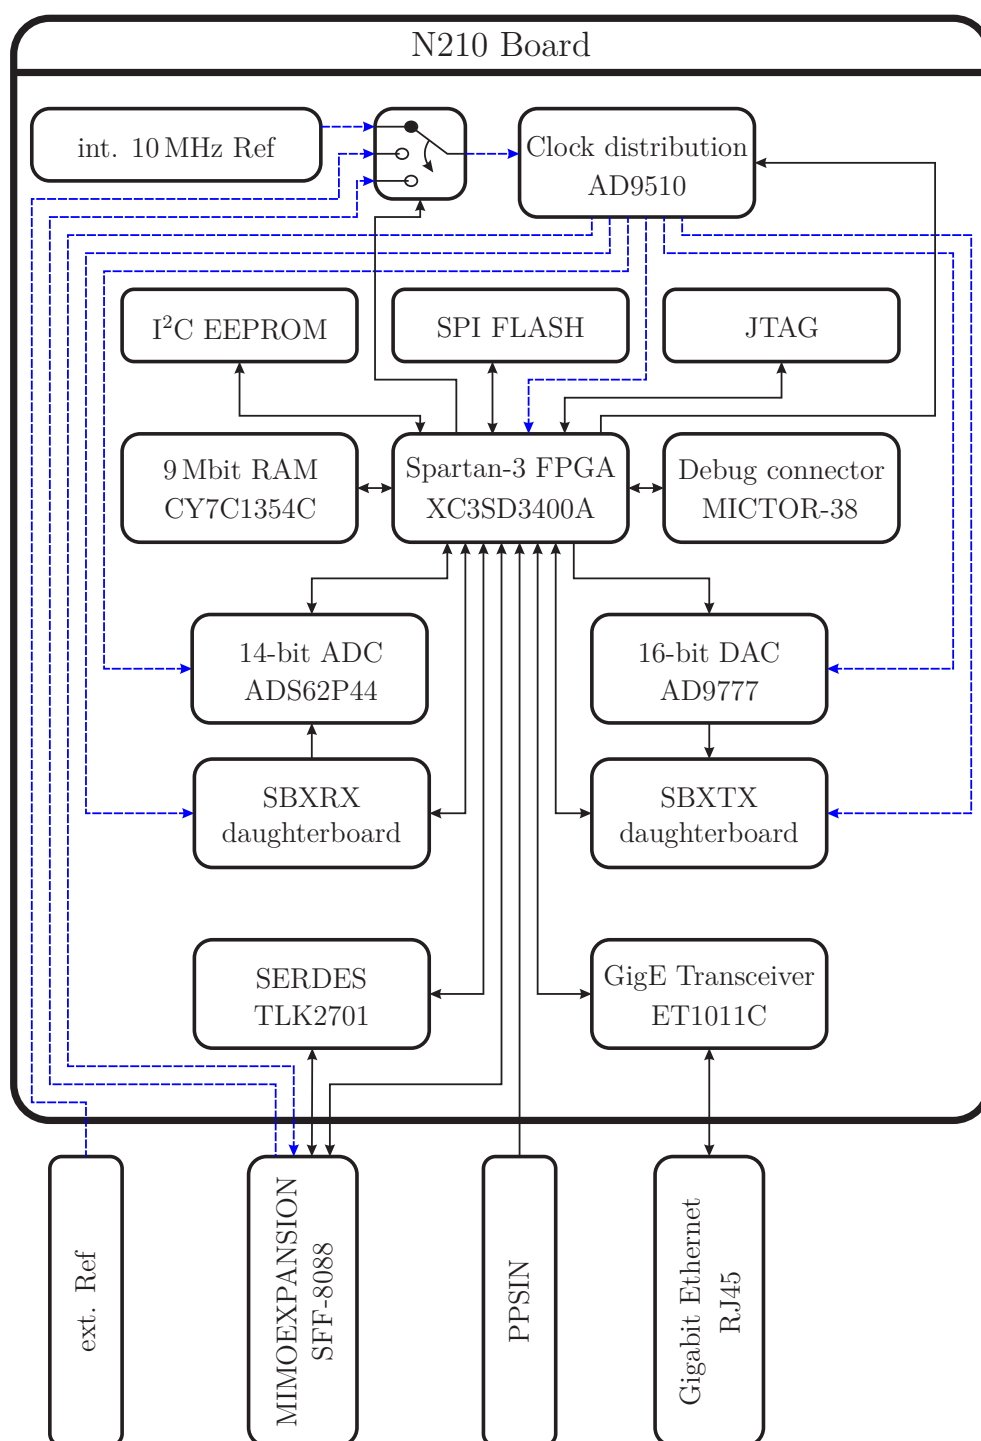 N210 Board
int. 10 MHz Ref
Clock distribution
AD9510
I²C EEPROM
SPI FLASH
JTAG
9 Mbit RAM
CY7C1354C
Spartan-3 FPGA
XC3SD3400A
Debug connector
MICTOR-38
14-bit ADC
ADS62P44
16-bit DAC
AD9777
SBXRX
daughterboard
SBXTX
daughterboard
SERDES
TLK2701
GigE Transceiver
ET1011C
ext. Ref
MIMOEXPANSION
SFF-8088
PPSIN
Gigabit Ethernet
RJ45